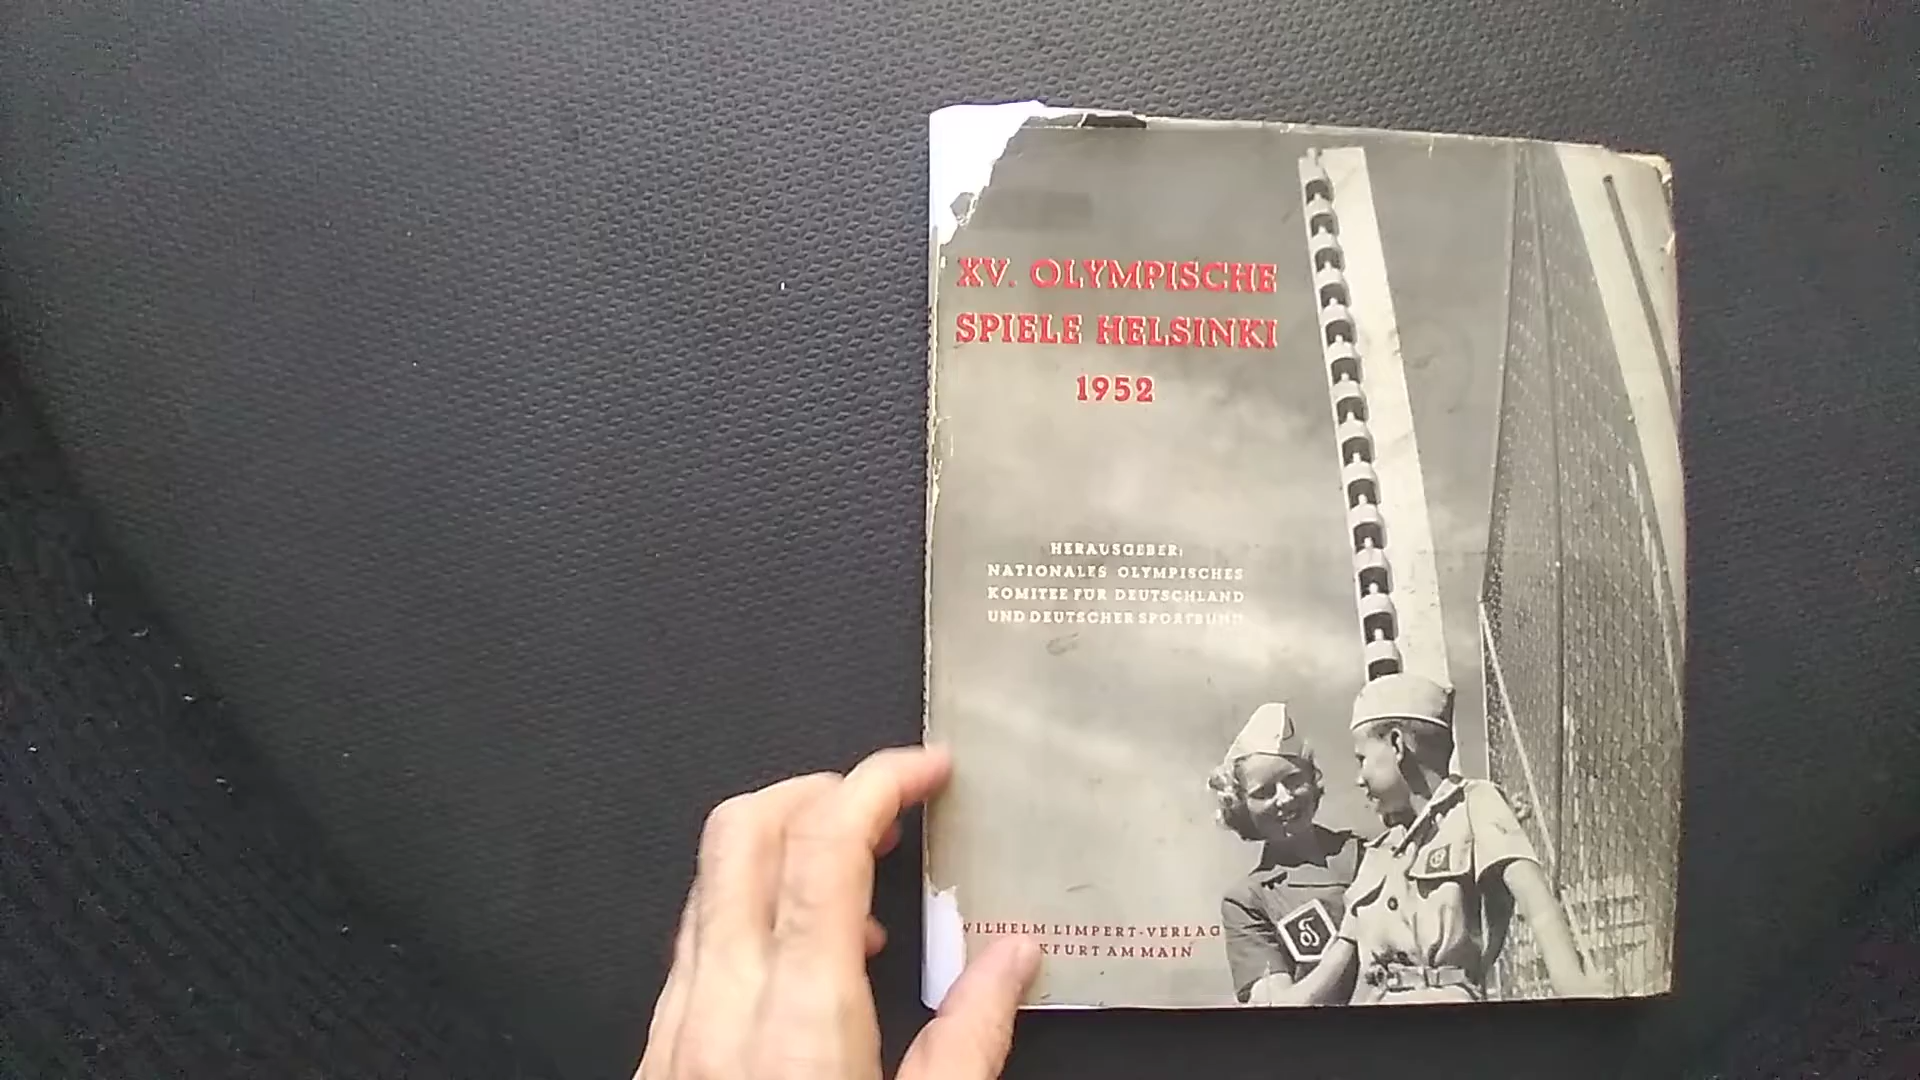 XV. OLYMPISCHE
SPIELE HELSINKI
1952
HERAUSGEBER:
NATIONALES OLYMPISCHES
KOMITEE FÜR DEUTSCHLAND
UND DEUTSCHER SPORTBUND
WILHELM LIMPERT-VERLAG
KFURT AM MAIN